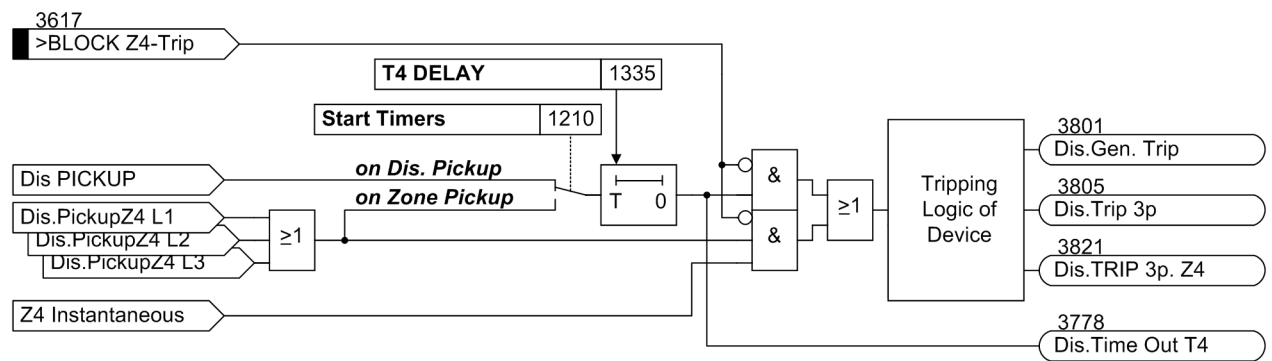 3617
>BLOCK Z4-Trip
T4 DELAY 1335
Start Timers 1210
Dis PICKUP
on Dis. Pickup
on Zone Pickup
T 0
Dis.PickupZ4 L1
Dis.PickupZ4 L2
Dis.PickupZ4 L3
≥1
Z4 Instantaneous
&
&
≥1
Tripping
Logic of
Device
3801
Dis.Gen. Trip
3805
Dis.Trip 3p
3821
Dis.TRIP 3p. Z4
3778
Dis.Time Out T4